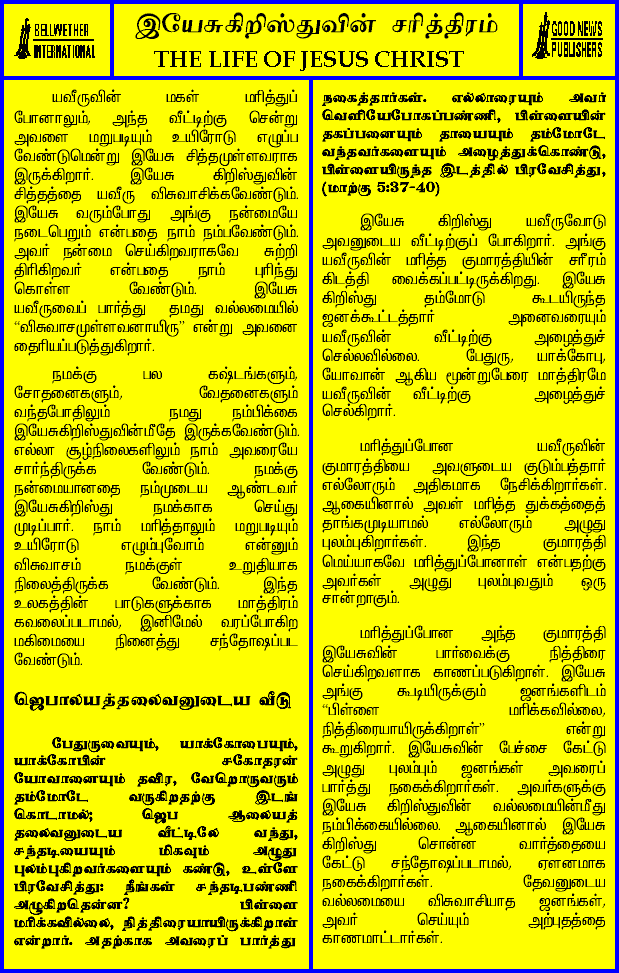 BELLWETHER
INTERNATIONAL
இயேசுகிறிஸ்துவின் சரித்திரம்
THE LIFE OF JESUS CHRIST
GOOD NEWS
PUBLISHERS
யவீருவின் மகள் மரித்துப்
போனாலும், அந்த வீட்டிற்கு சென்று
அவளை மறுபடியும் உயிரோடு எழுப்ப
வேண்டுமென்று இயேசு சித்தமுள்ளவராக
இருக்கிறார். இயேசு கிறிஸ்துவின்
சித்தத்தை யவீரு விசுவாசிக்கவேண்டும்.
இயேசு வரும்போது அங்கு நன்மையே
நடைபெறும் என்பதை நாம் நம்பவேண்டும்.
அவர் நன்மை செய்கிறவராகவே சுற்றி
திரிகிறவர் என்பதை நாம் புரிந்து
கொள்ள வேண்டும். இயேசு
யவீருவைப் பார்த்து தமது வல்லமையில்
“விசுவாசமுள்ளவனாயிரு” என்று அவனை
தைரியப்படுத்துகிறார்.
நமக்கு பல கஷ்டங்களும்,
சோதனைகளும், வேதனைகளும்
வந்தபோதிலும் நமது நம்பிக்கை
இயேசுகிறிஸ்துவின்மீதே இருக்கவேண்டும்.
எல்லா சூழ்நிலைகளிலும் நாம் அவரையே
சார்ந்திருக்க வேண்டும். நமக்கு
நன்மையானதை நம்முடைய ஆண்டவர்
இயேசுகிறிஸ்து நமக்காக செய்து
முடிப்பார். நாம் மரித்தாலும் மறுபடியும்
உயிரோடு எழும்புவோம் என்னும்
விசுவாசம் நமக்குள் உறுதியாக
நிலைத்திருக்க வேண்டும். இந்த
உலகத்தின் பாடுகளுக்காக மாத்திரம்
கவலைப்படாமல், இனிமேல் வரப்போகிற
மகிமையை நினைத்து சந்தோஷப்பட
வேண்டும்.
ஜெபாலயத்தலைவனுடைய வீடு
பேதுருவையும், யாக்கோபையும்,
யாக்கோபின் சகோதரன்
யோவானையும் தவிர, வேறொருவரும்
தம்மோடே வருகிறதற்கு இடங்
கொடாமல்; ஜெப ஆலயத்
தலைவனுடைய வீட்டிலே வந்து,
சந்தடியையும் மிகவும் அழுது
புலம்புகிறவர்களையும் கண்டு, உள்ளே
பிரவேசித்து: நீங்கள் சந்தடிபண்ணி
அழுகிறதென்ன? பிள்ளை
மரிக்கவில்லை, நித்திரையாயிருக்கிறாள்
என்றார். அதற்காக அவரைப் பார்த்து
நகைத்தார்கள். எல்லாரையும் அவர்
வெளியேபோகப்பண்ணி, பிள்ளையின்
தகப்பனையும் தாயையும் தம்மோடே
வந்தவர்களையும் அழைத்துக்கொண்டு,
பிள்ளையிருந்த இடத்தில் பிரவேசித்து,
(மாற்கு 5:37-40)
இயேசு கிறிஸ்து யவீருவோடு
அவனுடைய வீட்டிற்குப் போகிறார். அங்கு
யவீருவின் மரித்த குமாரத்தியின் சரீரம்
கிடத்தி வைக்கப்பட்டிருக்கிறது. இயேசு
கிறிஸ்து தம்மோடு கூடயிருந்த
ஜனக்கூட்டத்தார் அனைவரையும்
யவீருவின் வீட்டிற்கு அழைத்துச்
செல்லவில்லை. பேதுரு, யாக்கோபு,
யோவான் ஆகிய மூன்றுபேரை மாத்திரமே
யவீருவின் வீட்டிற்கு அழைத்துச்
செல்கிறார்.
மரித்துப்போன யவீருவின்
குமாரத்தியை அவளுடைய குடும்பத்தார்
எல்லோரும் அதிகமாக நேசிக்கிறார்கள்.
ஆகையினால் அவள் மரித்த துக்கத்தைத்
தாங்கமுடியாமல் எல்லோரும் அழுது
புலம்புகிறார்கள். இந்த குமாரத்தி
மெய்யாகவே மரித்துப்போனாள் என்பதற்கு
அவர்கள் அழுது புலம்புவதும் ஒரு
சான்றாகும்.
மரித்துப்போன அந்த குமாரத்தி
இயேசுவின் பார்வைக்கு நித்திரை
செய்கிறவளாக காணப்படுகிறாள். இயேசு
அங்கு கூடியிருக்கும் ஜனங்களிடம்
“பிள்ளை மரிக்கவில்லை,
நித்திரையாயிருக்கிறாள்” என்று
கூறுகிறார். இயேசுவின் பேச்சை கேட்டு
அழுது புலம்பும் ஜனங்கள் அவரைப்
பார்த்து நகைக்கிறார்கள். அவர்களுக்கு
இயேசு கிறிஸ்துவின் வல்லமையின்மீது
நம்பிக்கையில்லை. ஆகையினால் இயேசு
கிறிஸ்து சொன்ன வார்த்தையை
கேட்டு சந்தோஷப்படாமல், ஏளனமாக
நகைக்கிறார்கள். தேவனுடைய
வல்லமையை விசுவாசியாத ஜனங்கள்,
அவர் செய்யும் அற்புதத்தை
காணமாட்டார்கள்.